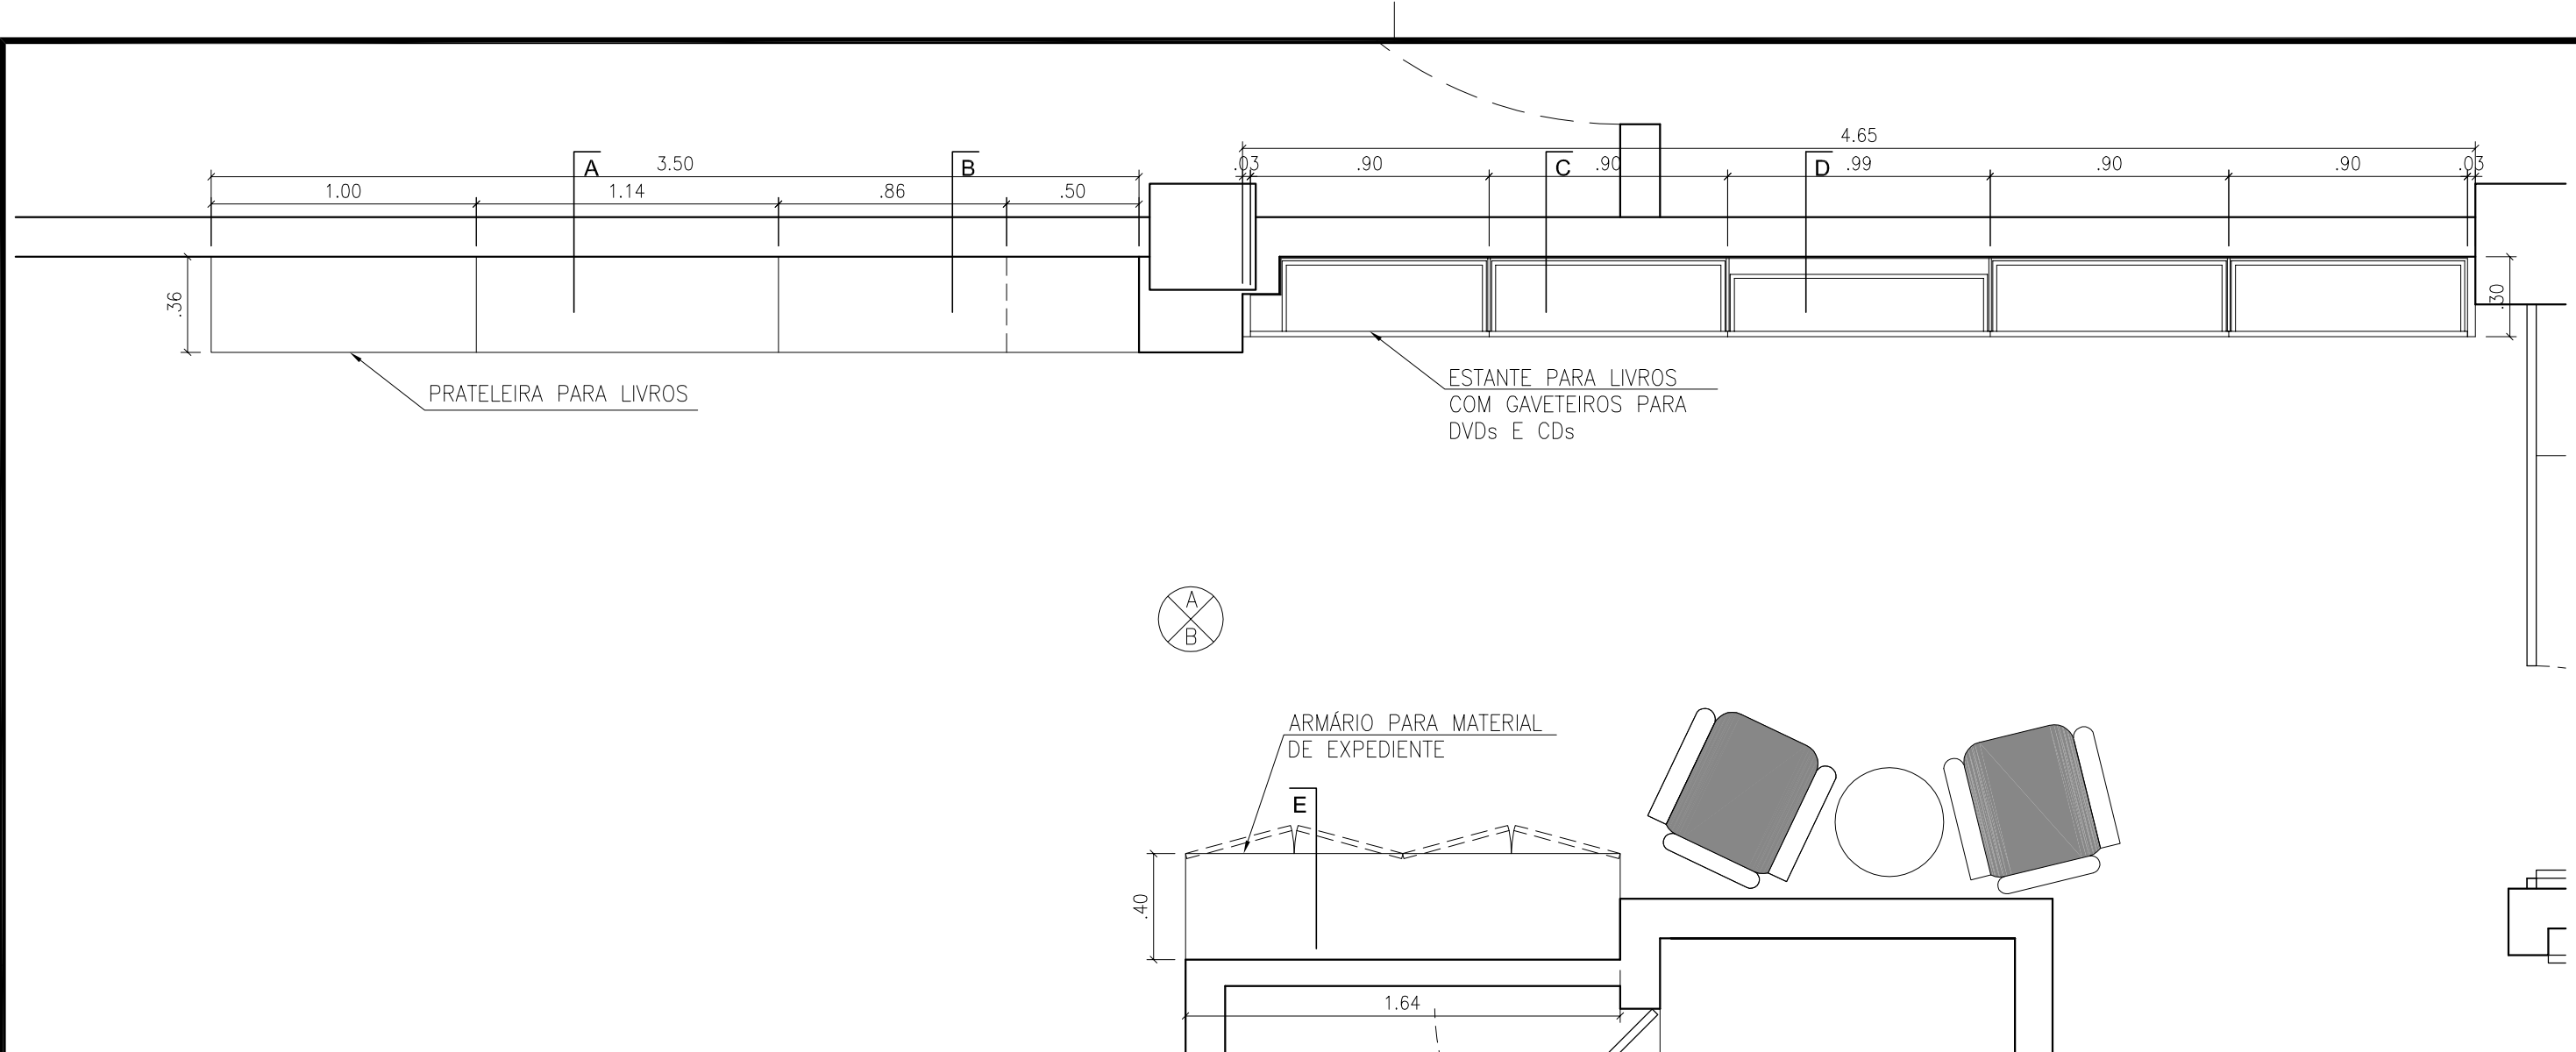 4.65
A
3.50
B
.03
.90
C
.90
D
.99
.90
.90
.03
1.00
1.14
.86
.50
.36
.30
PRATELEIRA PARA LIVROS
ESTANTE PARA LIVROS
COM GAVETEIROS PARA
DVDs E CDs
A
B
ARMÁRIO PARA MATERIAL
DE EXPEDIENTE
E
.40
1.64